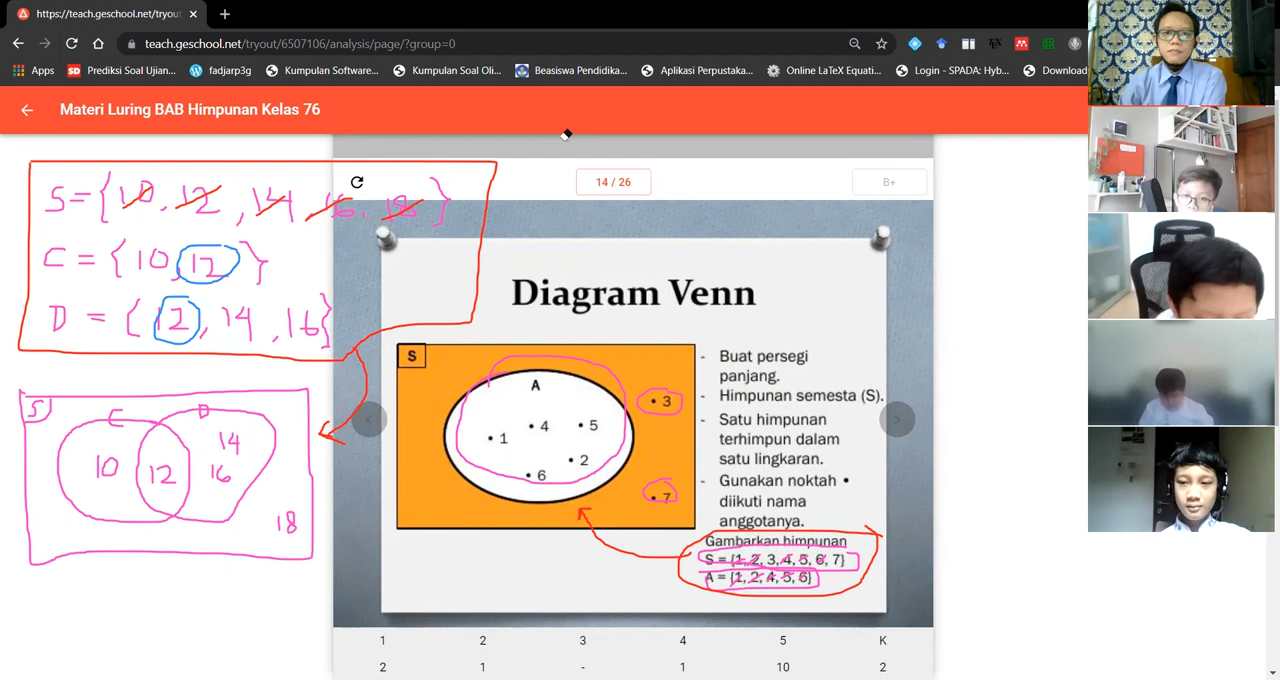 https://teach.geschool.net/tryout
teach.geschool.net/tryout/6507106/analysis/page/?group=0
Apps
SD Prediksi Soal Ujian...
fadjarp3g
Kumpulan Software...
Kumpulan Soal Oli...
Beasiswa Pendidika...
Aplikasi Perpustaka...
Online LaTeX Equati...
Login - SPADA: Hyb...
Download
Materi Luring BAB Himpunan Kelas 76
14 / 26
B+
S = {10, 12, 14, 16, 18}
C = {10, 12}
D = {12, 14, 16}
S
C
D
10
12
14
16
18
Diagram Venn
S
A
1
4
5
2
6
3
7
- Buat persegi
panjang.
- Himpunan semesta (S).
- Satu himpunan
terhimpun dalam
satu lingkaran.
- Gunakan noktah •
diikuti nama
anggotanya.
Gambarkan himpunan
S = {1, 2, 3, 4, 5, 6, 7}
A = {1, 2, 4, 5, 6}
1 2 3 4 5 K
2 1 - 1 10 2